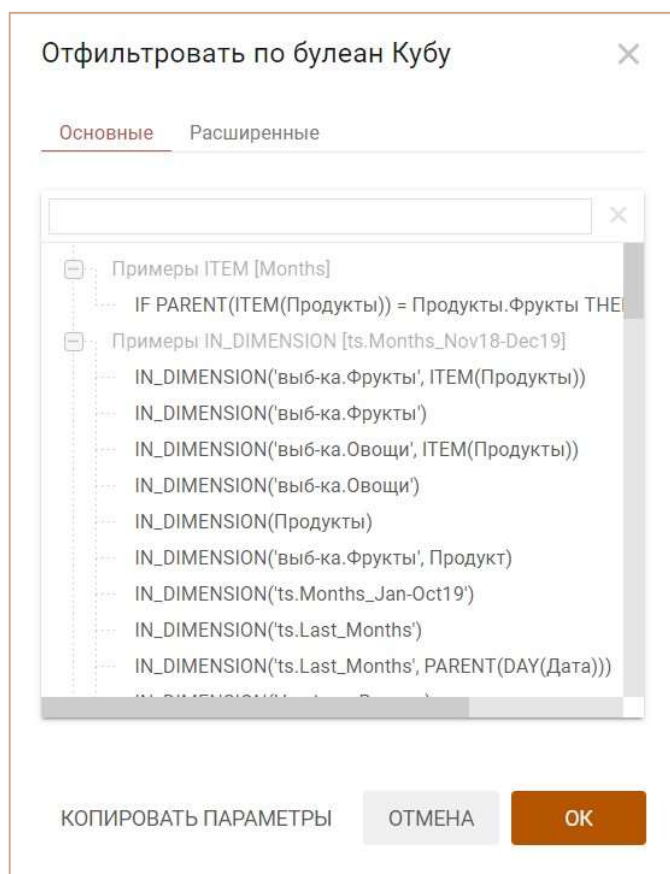 Отфильтровать по булеан Кубу
Основные Расширенные
Примеры ITEM [Months]
IF PARENT(ITEM(Продукты)) = Продукты.Фрукты THE
Примеры IN_DIMENSION [ts.Months_Nov18-Dec19]
IN_DIMENSION('выб-ка.Фрукты', ITEM(Продукты))
IN_DIMENSION('выб-ка.Фрукты')
IN_DIMENSION('выб-ка.Овощи', ITEM(Продукты))
IN_DIMENSION('выб-ка.Овощи')
IN_DIMENSION(Продукты)
IN_DIMENSION('выб-ка.Фрукты', Продукт)
IN_DIMENSION('ts.Months_Jan-Oct19')
IN_DIMENSION('ts.Last_Months')
IN_DIMENSION('ts.Last_Months', PARENT(DAY(Дата)))
КОПИРОВАТЬ ПАРАМЕТРЫ ОТМЕНА ОК